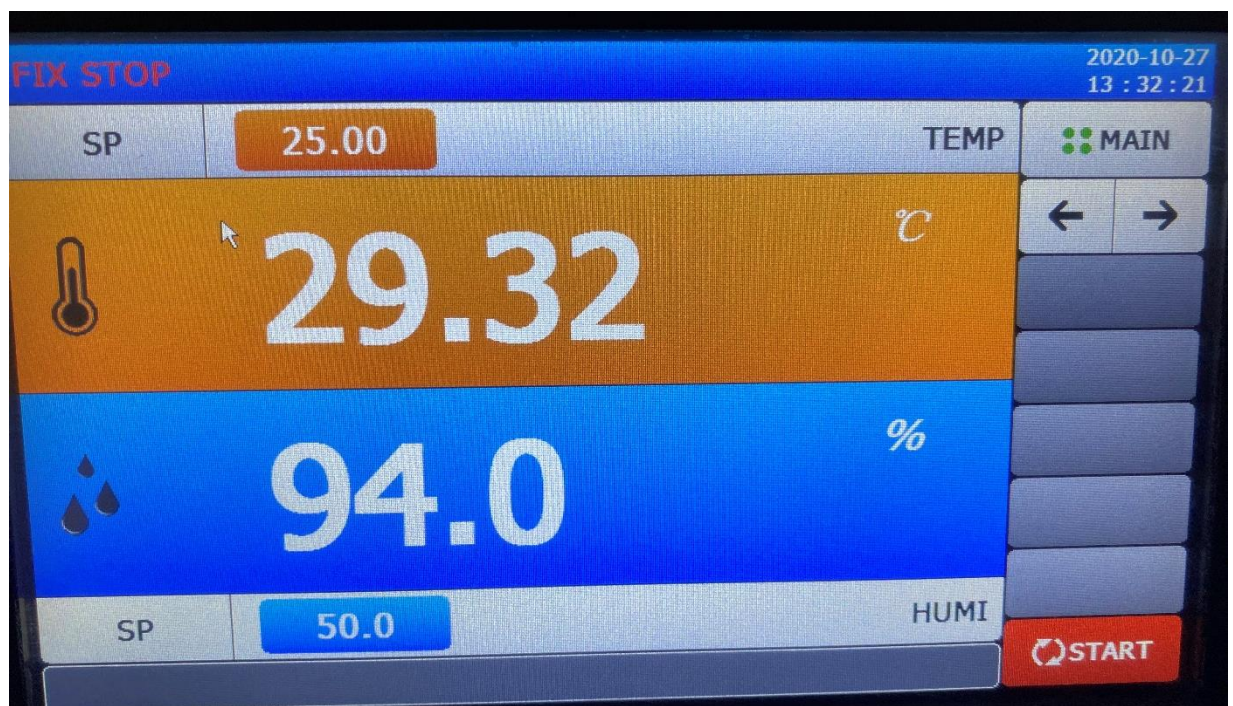 FIX STOP
2020-10-27
13 : 32 : 21
SP 25.00 TEMP
MAIN
← →
29.32 ℃
94.0 %
SP 50.0 HUMI
START